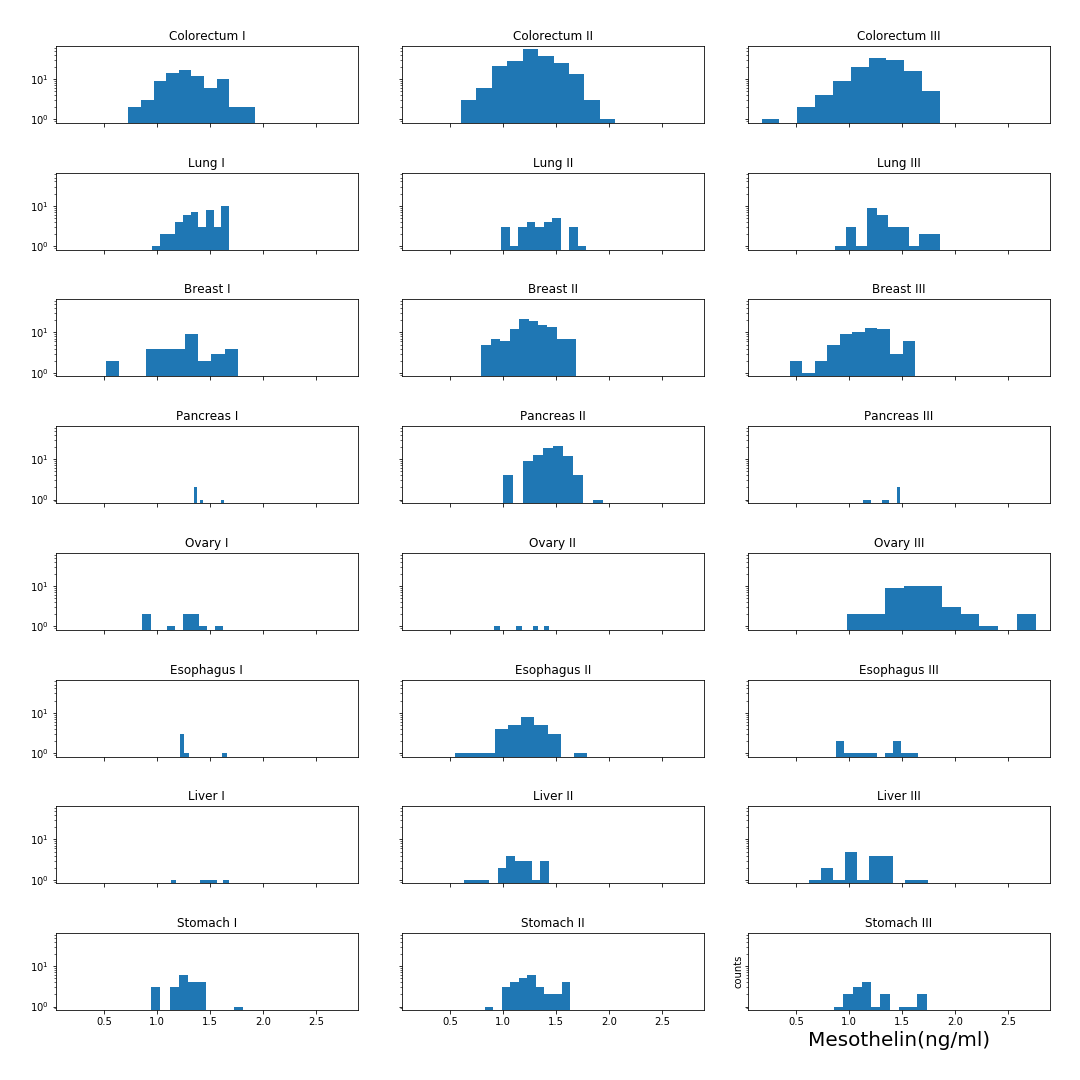 Colorectum I
Colorectum II
Colorectum III
10¹
10⁰
Lung I
Lung II
Lung III
10¹
10⁰
Breast I
Breast II
Breast III
10¹
10⁰
Pancreas I
Pancreas II
Pancreas III
10¹
10⁰
Ovary I
Ovary II
Ovary III
10¹
10⁰
Esophagus I
Esophagus II
Esophagus III
10¹
10⁰
Liver I
Liver II
Liver III
10¹
10⁰
Stomach I
Stomach II
Stomach III
10¹
10⁰
counts
0.5 1.0 1.5 2.0 2.5
0.5 1.0 1.5 2.0 2.5
0.5 1.0 1.5 2.0 2.5
Mesothelin(ng/ml)